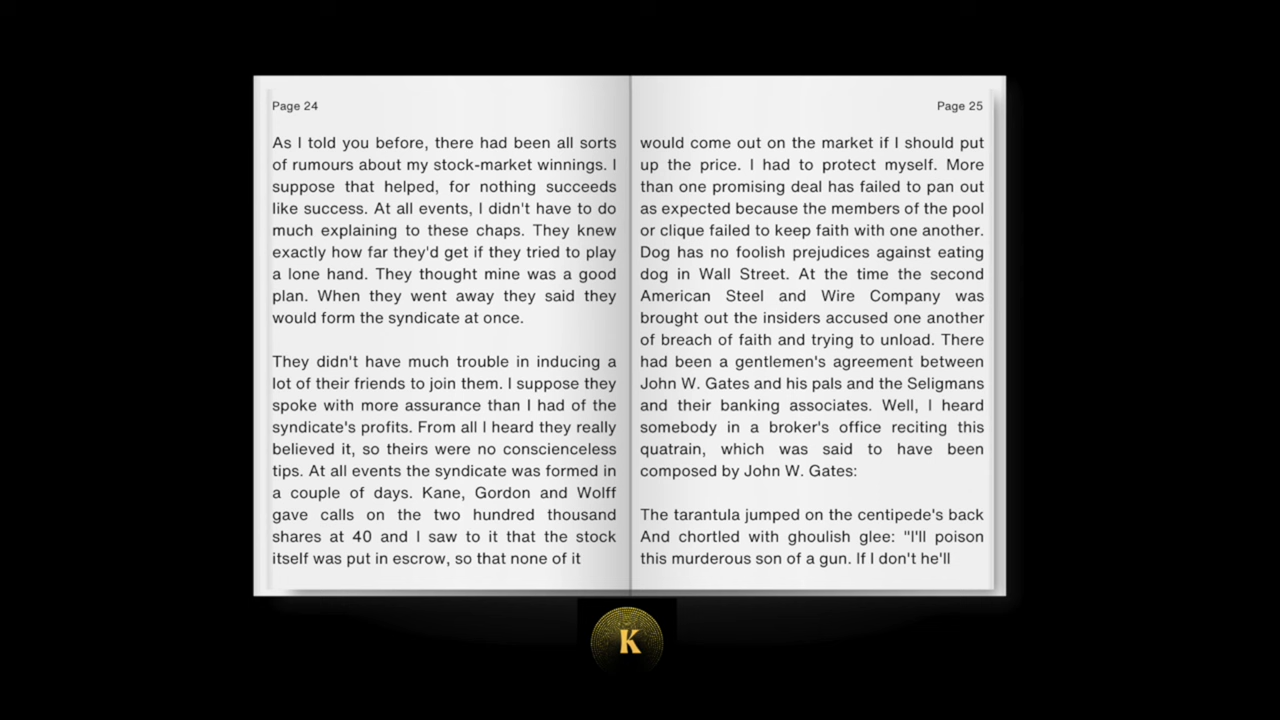 Page 24
As I told you before, there had been all sorts
of rumours about my stock-market winnings. I
suppose that helped, for nothing succeeds
like success. At all events, I didn't have to do
much explaining to these chaps. They knew
exactly how far they'd get if they tried to play
a lone hand. They thought mine was a good
plan. When they went away they said they
would form the syndicate at once.
They didn't have much trouble in inducing a
lot of their friends to join them. I suppose they
spoke with more assurance than I had of the
syndicate's profits. From all I heard they really
believed it, so theirs were no conscienceless
tips. At all events the syndicate was formed in
a couple of days. Kane, Gordon and Wolff
gave calls on the two hundred thousand
shares at 40 and I saw to it that the stock
itself was put in escrow, so that none of it
Page 25
would come out on the market if I should put
up the price. I had to protect myself. More
than one promising deal has failed to pan out
as expected because the members of the pool
or clique failed to keep faith with one another.
Dog has no foolish prejudices against eating
dog in Wall Street. At the time the second
American Steel and Wire Company was
brought out the insiders accused one another
of breach of faith and trying to unload. There
had been a gentlemen's agreement between
John W. Gates and his pals and the Seligmans
and their banking associates. Well, I heard
somebody in a broker's office reciting this
quatrain, which was said to have been
composed by John W. Gates:
The tarantula jumped on the centipede's back
And chortled with ghoulish glee: "I'll poison
this murderous son of a gun. If I don't he'll
K